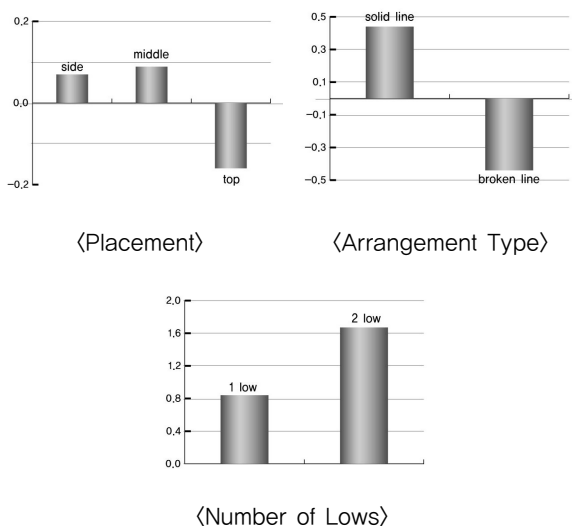 0,2
0,0
−0,2
side
middle
top
〈Placement〉
0,5
0,3
0,1
−0,1
−0,3
−0,5
solid line
broken line
〈Arrangement Type〉
2,0
1,6
1,2
0,8
0,4
0,0
1 low
2 low
〈Number of Lows〉